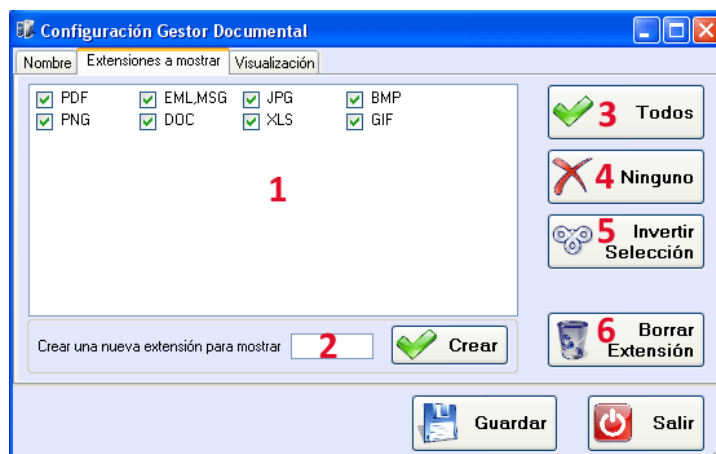 Configuración Gestor Documental
Nombre Extensiones a mostrar Visualización
PDF EML,MSG JPG BMP
PNG DOC XLS GIF
1
3 Todos
4 Ninguno
5 Invertir
Selección
6 Borrar
Extensión
Crear una nueva extensión para mostrar 2 Crear
Guardar Salir